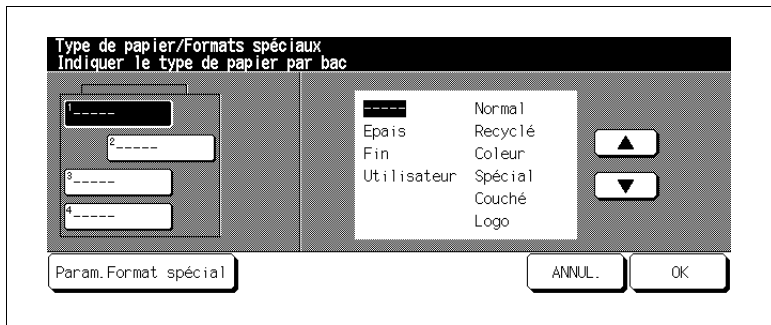 Type de papier/Formats spéciaux
Indiquer le type de papier par bac
1-----
2-----
3-----
4-----
----- Normal
Epais Recyclé
Fin Coleur
Utilisateur Spécial
Couché
Logo
Param.Format spécial
ANNUL. OK